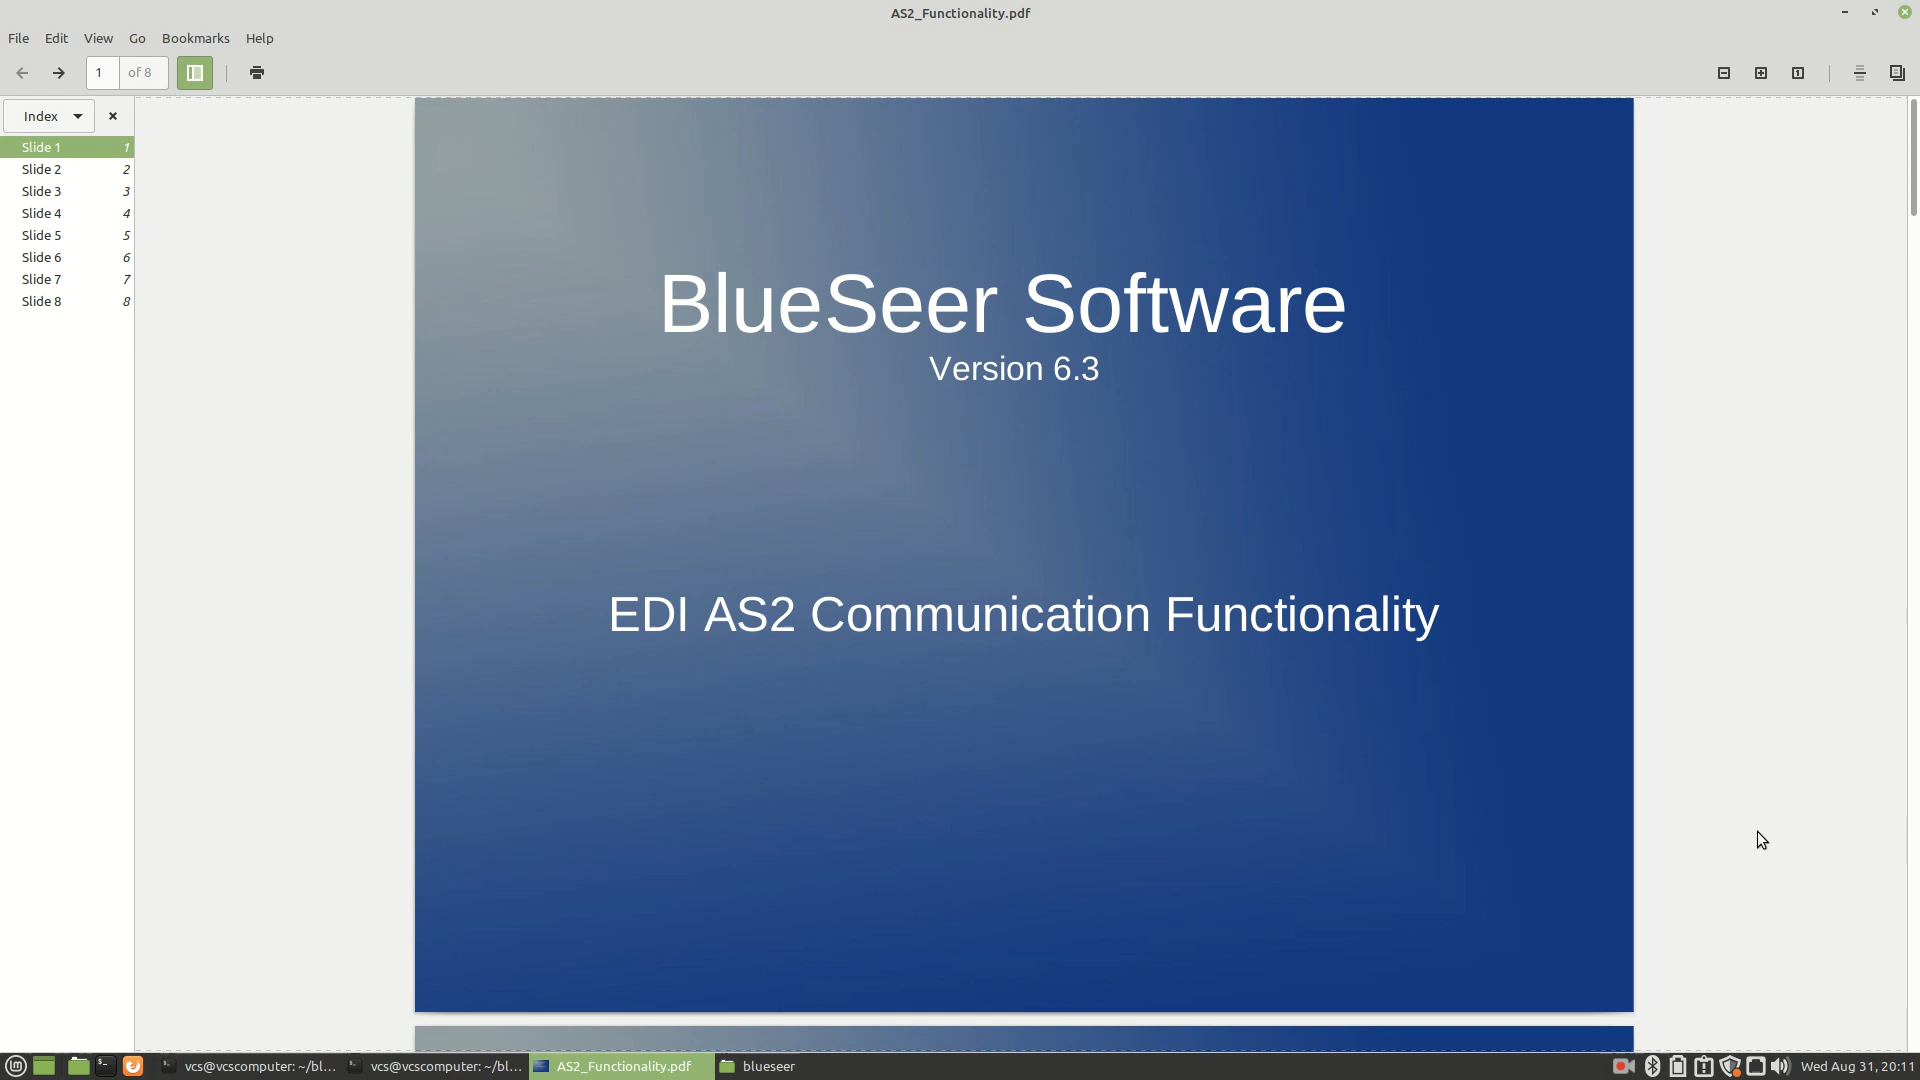 AS2_Functionality.pdf
File Edit View Go Bookmarks Help
1 of 8
Index
Slide 1 1
Slide 2 2
Slide 3 3
Slide 4 4
Slide 5 5
Slide 6 6
Slide 7 7
Slide 8 8
BlueSeer Software
Version 6.3
EDI AS2 Communication Functionality
vcs@vcscomputer: ~/bl... vcs@vcscomputer: ~/bl... AS2_Functionality.pdf blueseer Wed Aug 31, 20:11